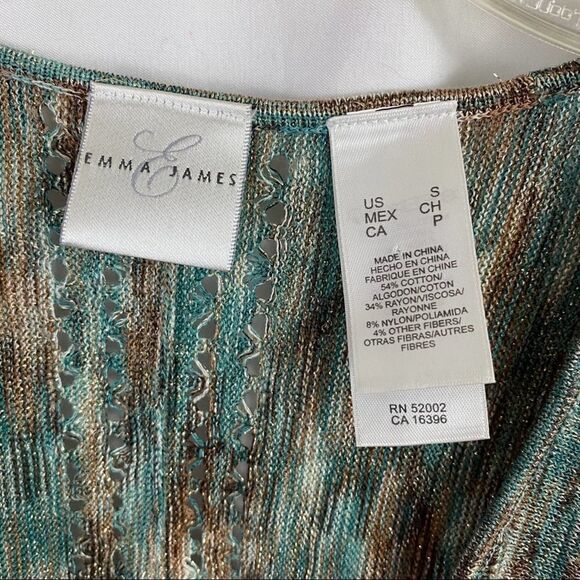 E
EMMA JAMES
US S
MEX CH
CA P
MADE IN CHINA
HECHO EN CHINA
FABRIQUE EN CHINE
54% COTTON/
ALGODON/COTON
34% RAYON/VISCOSA/
RAYONNE
8% NYLON/POLIAMIDA
4% OTHER FIBERS/
OTRAS FIBRAS/AUTRES
FIBRES
RN 52002
CA 16396